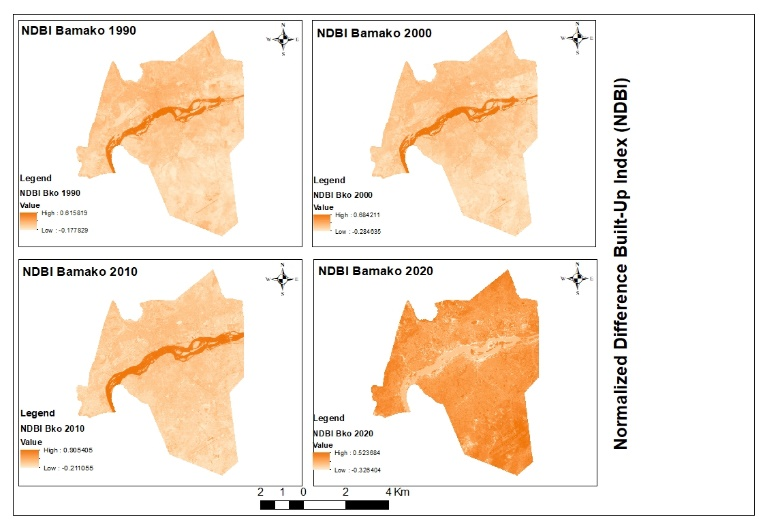 NDBI Bamako 1990
N
W E
S
Legend
NDBI Bko 1990
Value
High : 0.615819
Low : -0.177829
NDBI Bamako 2000
N
W E
S
Legend
NDBI Bko 2000
Value
High : 0.684211
Low : -0.284635
NDBI Bamako 2010
N
W E
S
Legend
NDBI Bko 2010
Value
High : 0.905405
Low : -0.211055
NDBI Bamako 2020
N
W E
S
Legend
NDBI Bko 2020
Value
High : 0.523684
Low : -0.326404
Normalized Difference Built-Up Index (NDBI)
2 1 0 2 4 Km